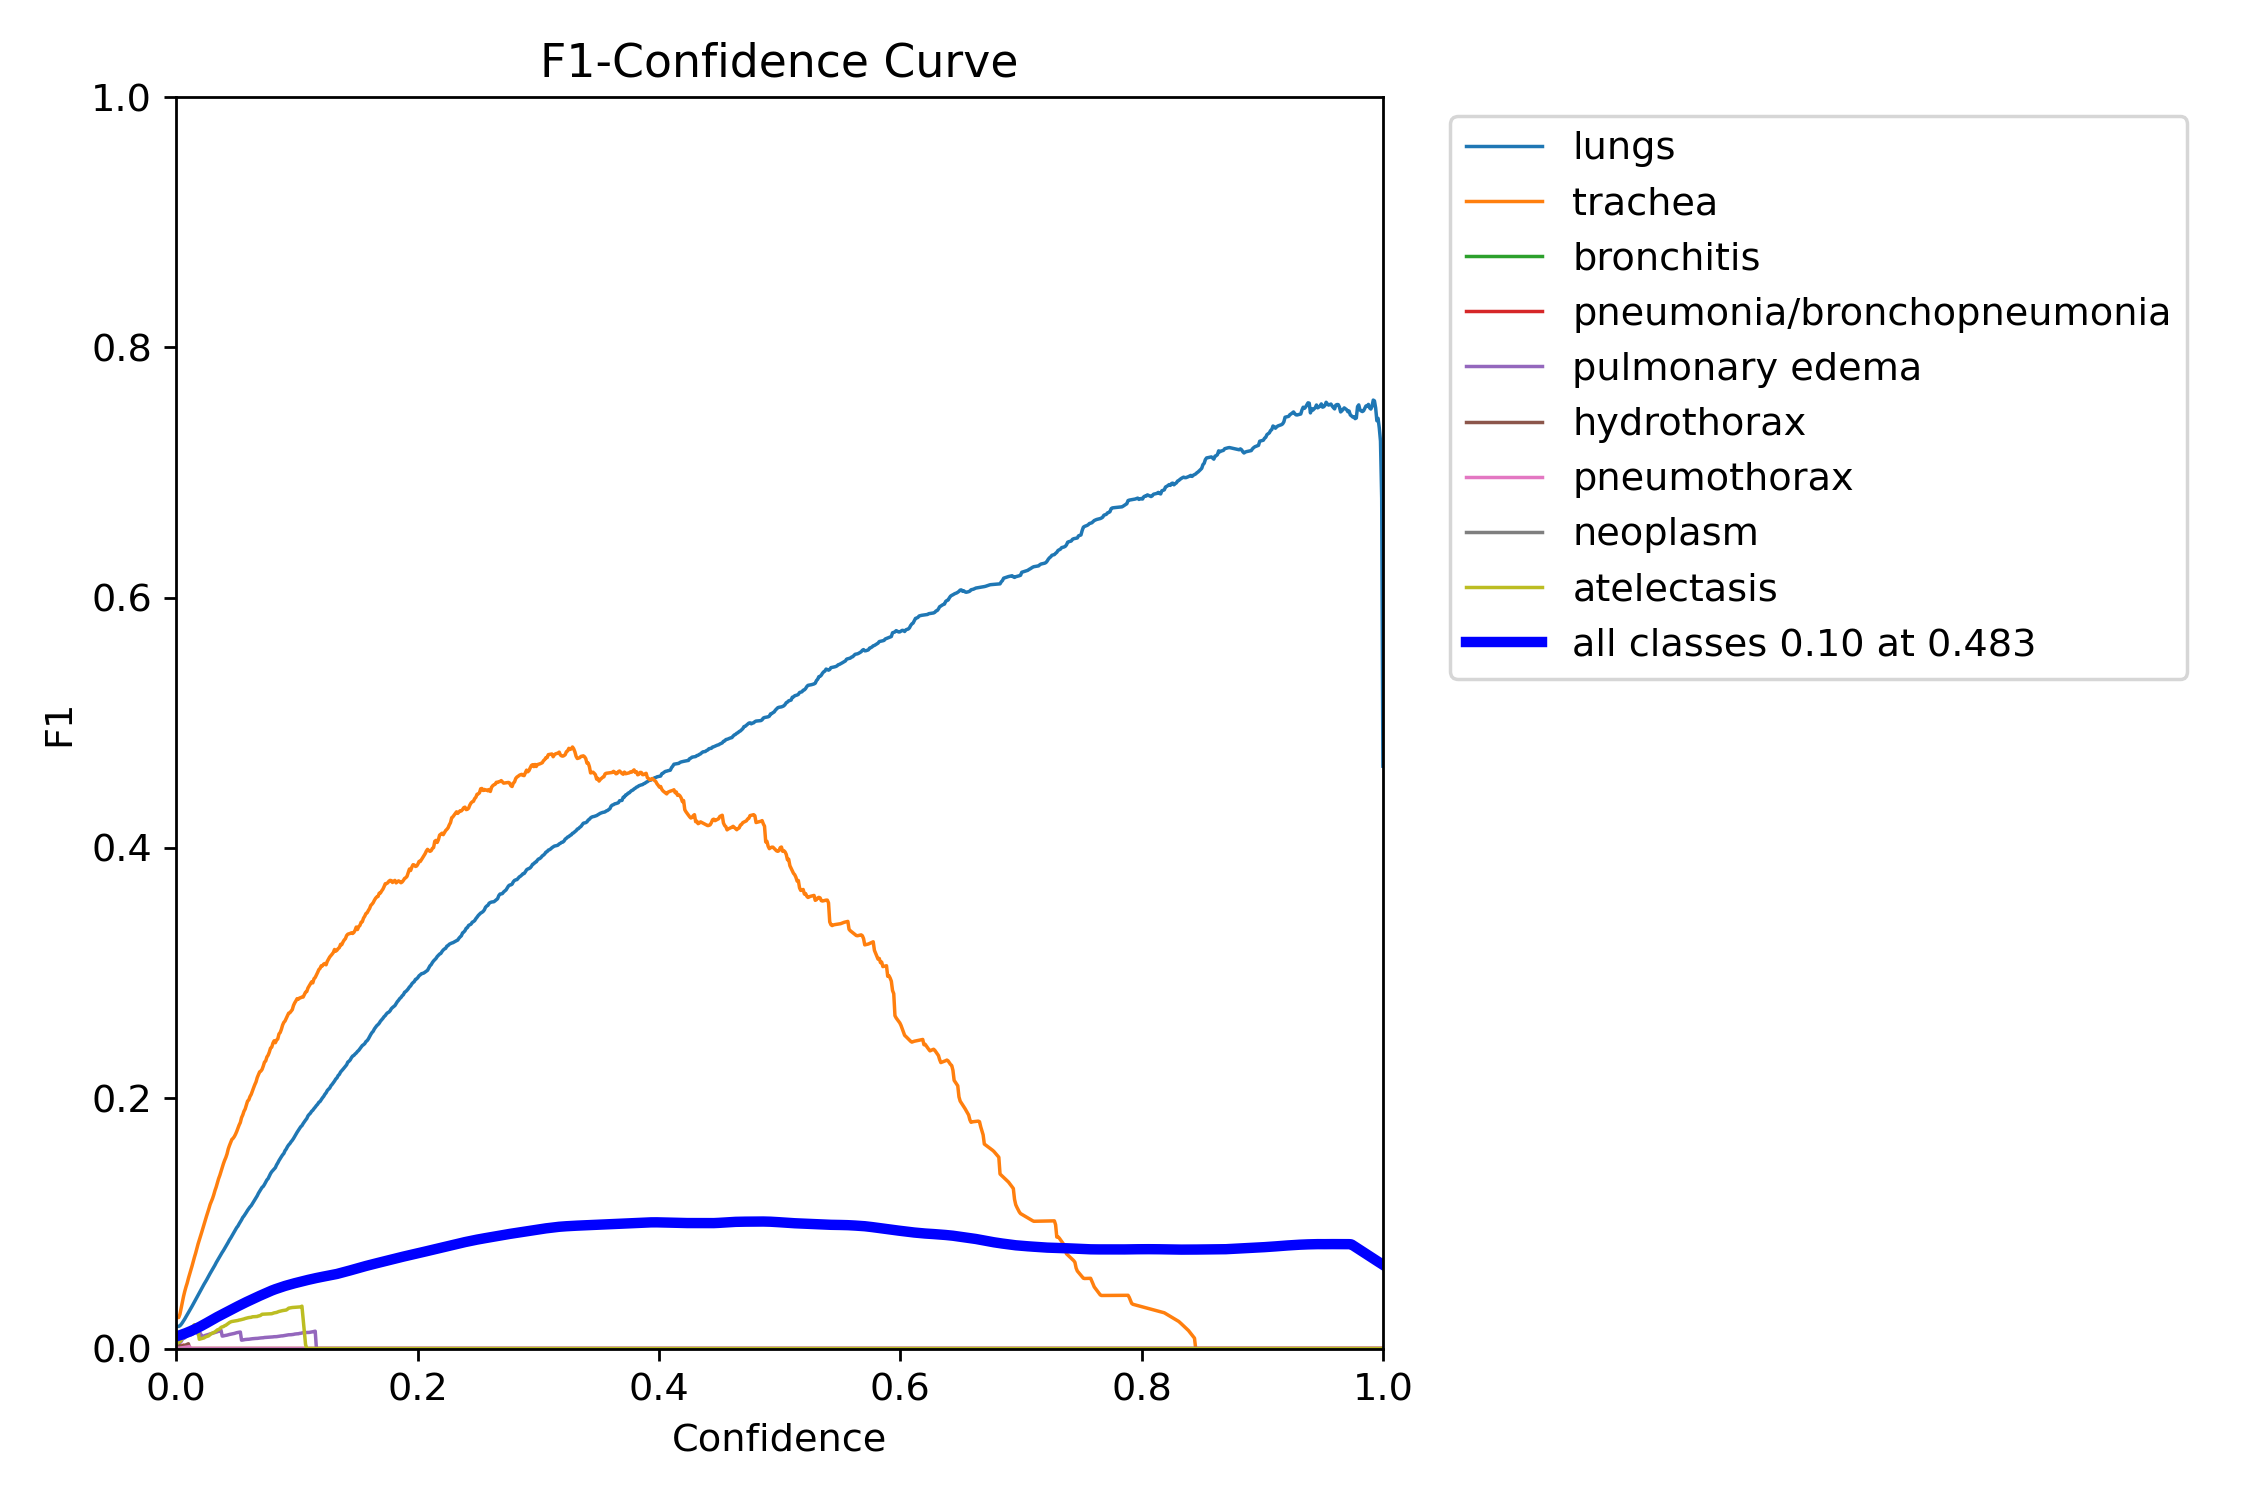 F1-Confidence Curve
1.0
0.8
0.6
0.4
0.2
0.0
F1
0.0 0.2 0.4 0.6 0.8 1.0
Confidence
lungs
trachea
bronchitis
pneumonia/bronchopneumonia
pulmonary edema
hydrothorax
pneumothorax
neoplasm
atelectasis
all classes 0.10 at 0.483